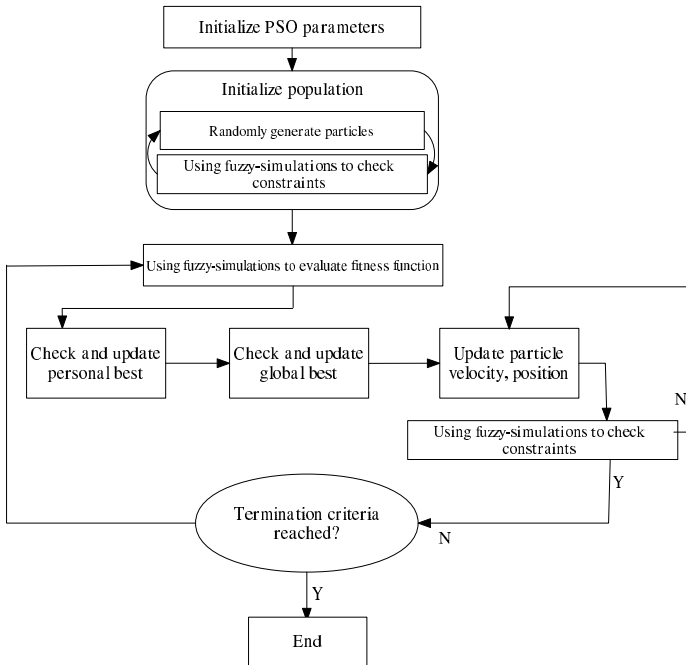 Initialize PSO parameters
Initialize population
Randomly generate particles
Using fuzzy-simulations to check
constraints
Using fuzzy-simulations to evaluate fitness function
Check and update
personal best
Check and update
global best
Update particle
velocity, position
N
Using fuzzy-simulations to check
constraints
Y
Termination criteria
reached?
N
Y
End